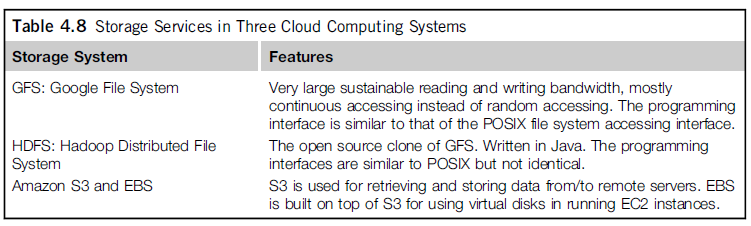 Table 4.8 Storage Services in Three Cloud Computing Systems
Storage System Features
GFS: Google File System Very large sustainable reading and writing bandwidth, mostly
continuous accessing instead of random accessing. The programming
interface is similar to that of the POSIX file system accessing interface.
HDFS: Hadoop Distributed File The open source clone of GFS. Written in Java. The programming
System interfaces are similar to POSIX but not identical.
Amazon S3 and EBS S3 is used for retrieving and storing data from/to remote servers. EBS
is built on top of S3 for using virtual disks in running EC2 instances.